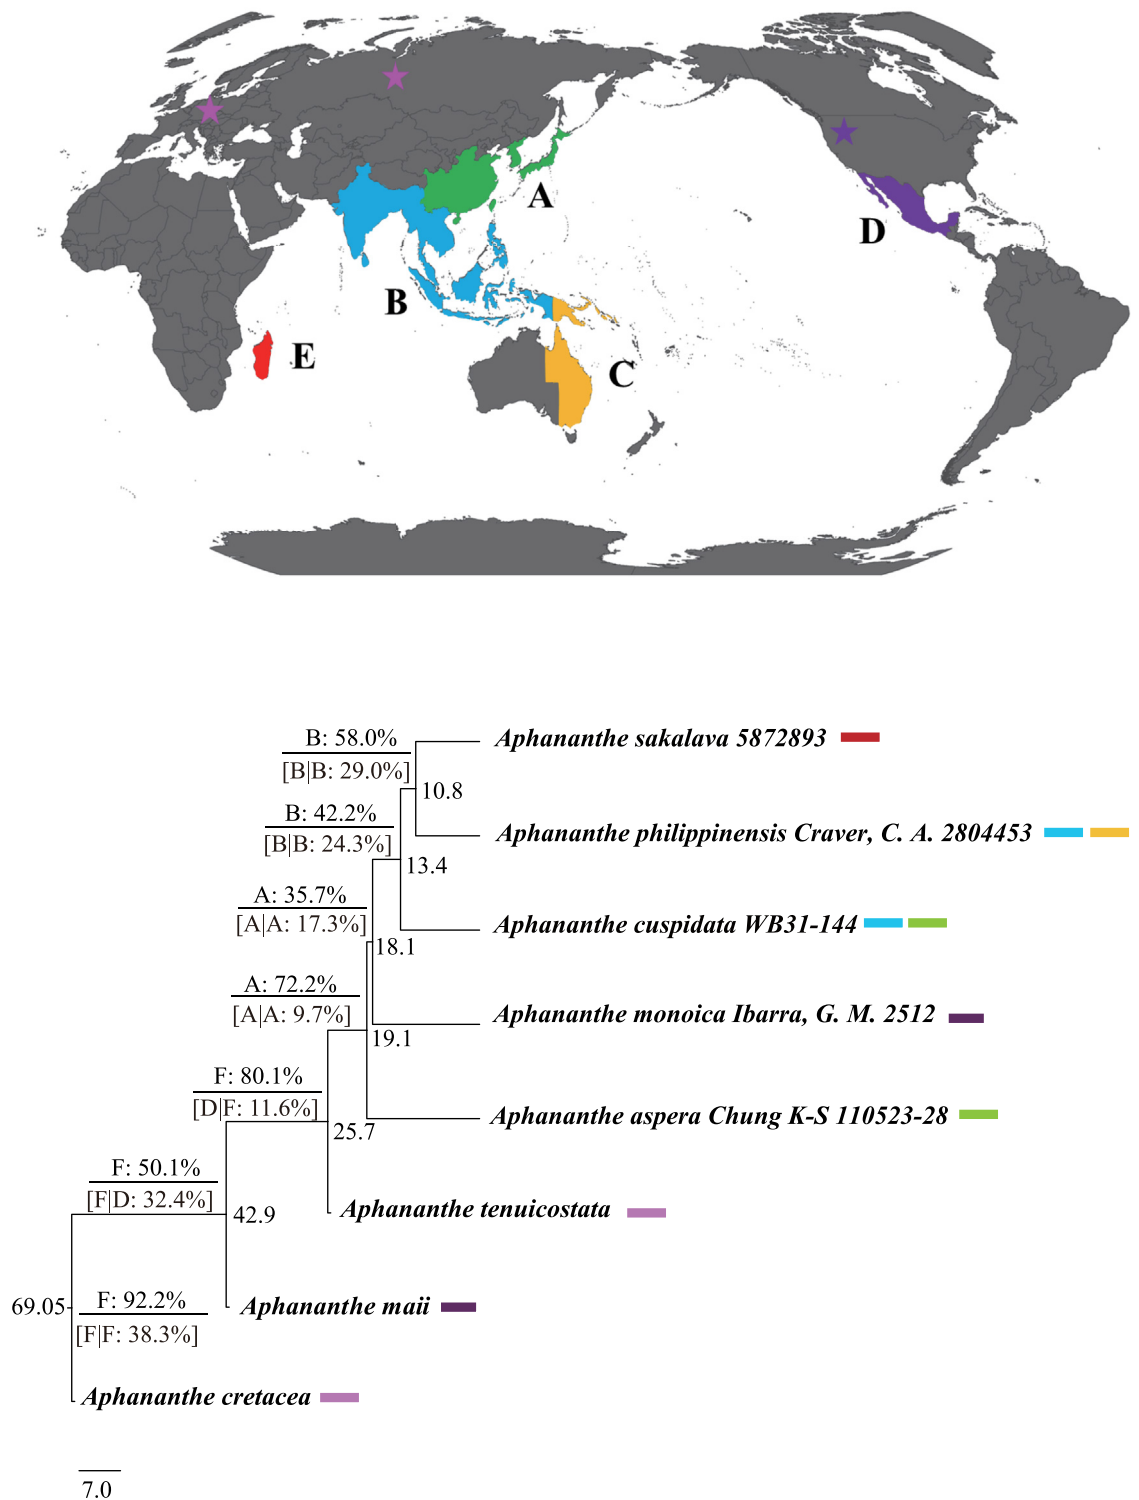 A
D
B
E
C
B: 58.0%
[B|B: 29.0%]
Aphananthe sakalava 5872893
10.8
B: 42.2%
[B|B: 24.3%]
Aphananthe philippinensis Craver, C. A. 2804453
13.4
A: 35.7%
[A|A: 17.3%]
Aphananthe cuspidata WB31-144
18.1
A: 72.2%
[A|A: 9.7%]
Aphananthe monoica Ibarra, G. M. 2512
19.1
F: 80.1%
[D|F: 11.6%]
Aphananthe aspera Chung K-S 110523-28
25.7
F: 50.1%
[F|D: 32.4%]
Aphananthe tenuicostata
42.9
69.05
F: 92.2%
[F|F: 38.3%]
Aphananthe maii
Aphananthe cretacea
7.0